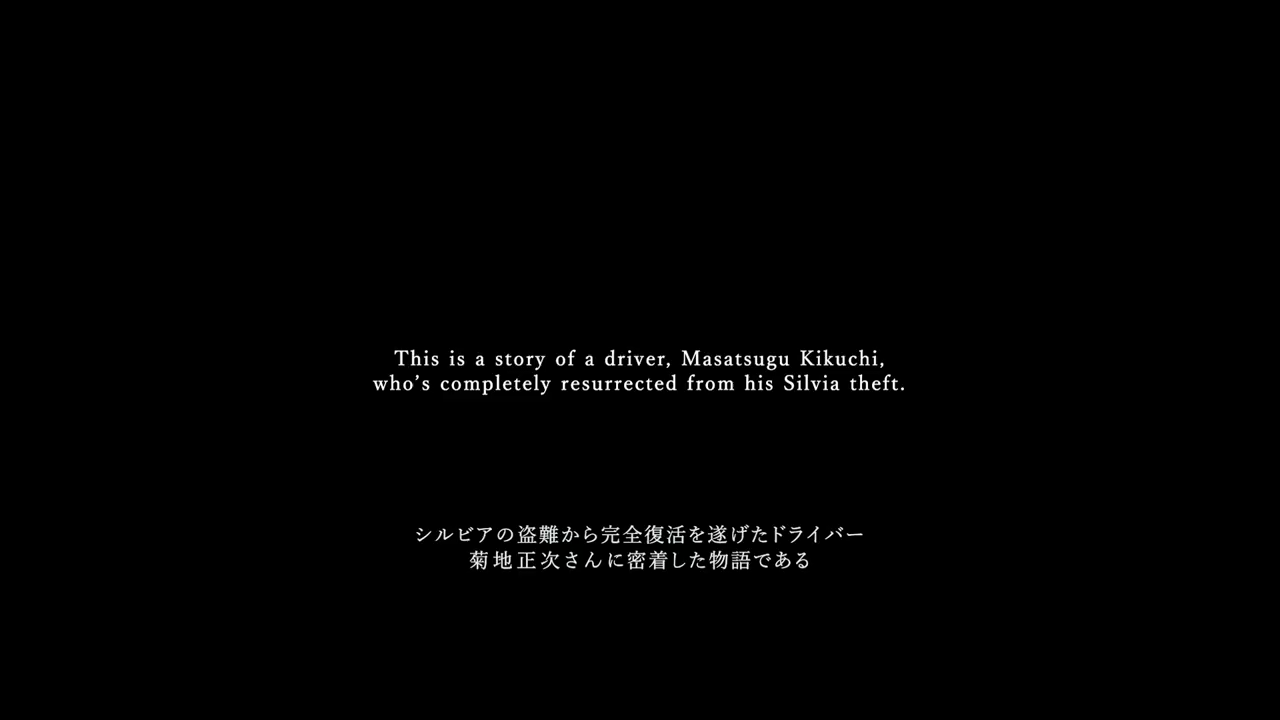 This is a story of a driver, Masatsugu Kikuchi,
who’s completely resurrected from his Silvia theft.
シルビアの盗難から完全復活を遂げたドライバー
菊地正次さんに密着した物語である